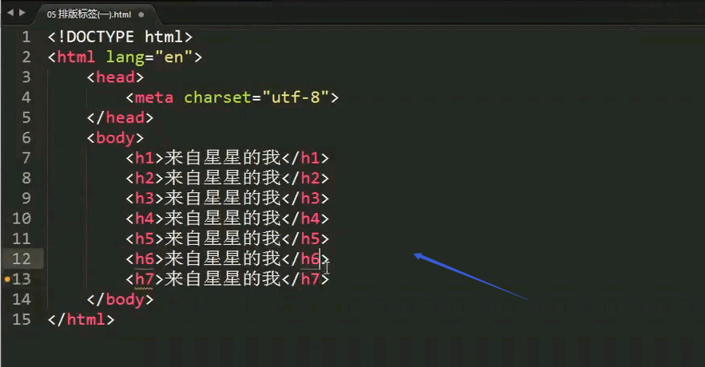 05 排版标签(一).html
1 <!DOCTYPE html>
2 <html lang="en">
3 <head>
4 <meta charset="utf-8">
5 </head>
6 <body>
7 <h1>来自星星的我</h1>
8 <h2>来自星星的我</h2>
9 <h3>来自星星的我</h3>
10 <h4>来自星星的我</h4>
11 <h5>来自星星的我</h5>
12 <h6>来自星星的我</h6>
13 <h7>来自星星的我</h7>
14 </body>
15 </html>